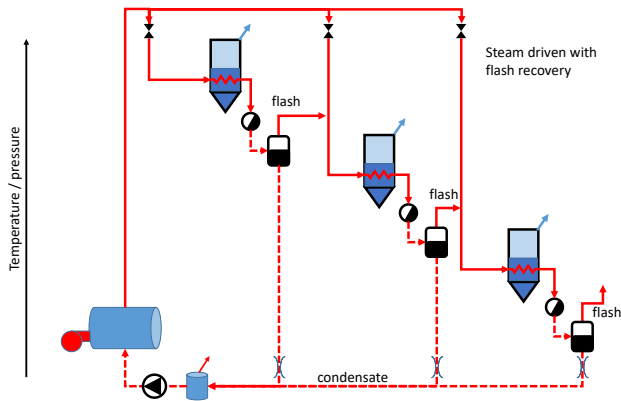 Steam driven with
flash recovery
flash
flash
flash
Temperature / pressure
condensate